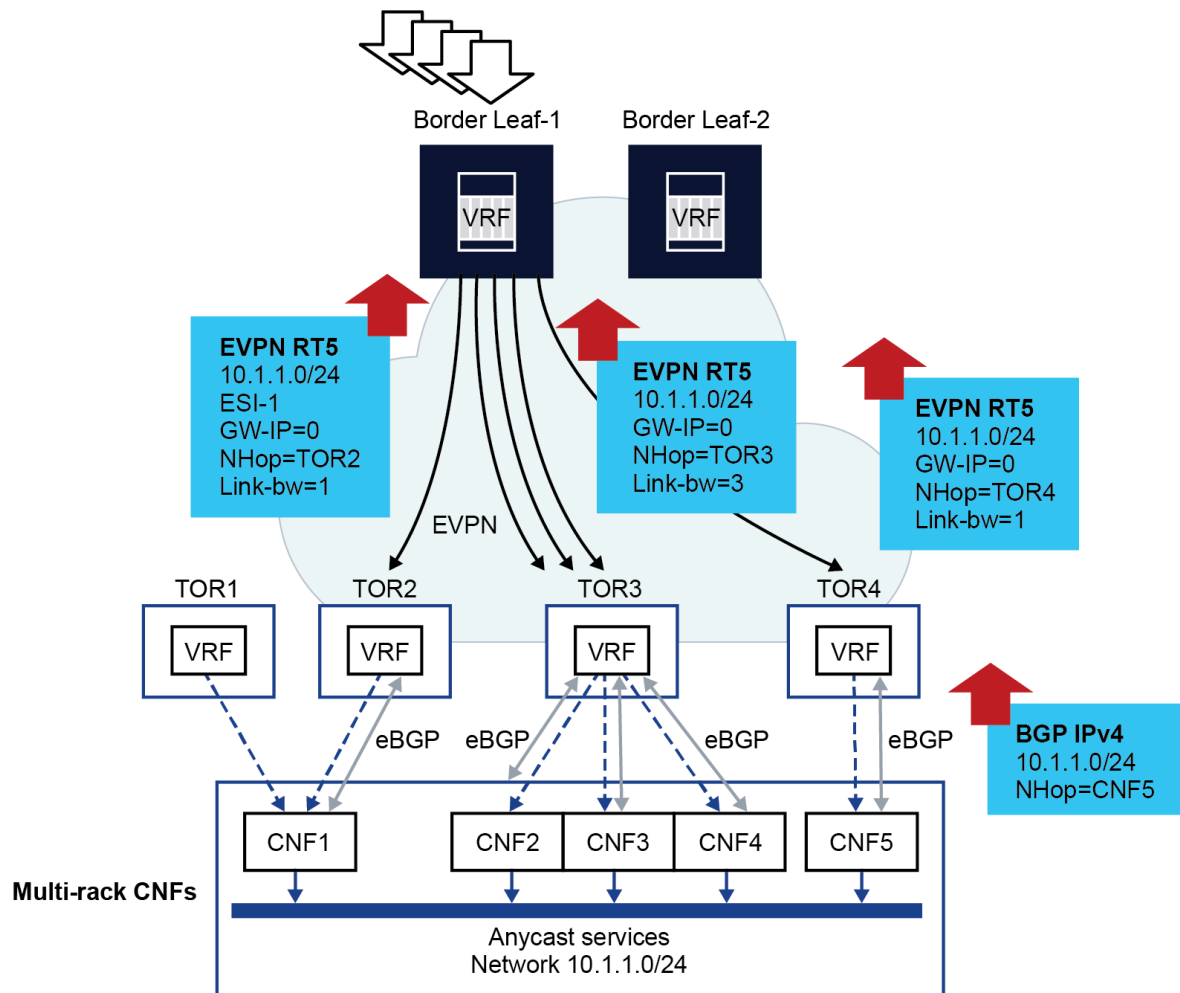 Border Leaf-1
Border Leaf-2
VRF
VRF
EVPN RT5
10.1.1.0/24
ESI-1
GW-IP=0
NHop=TOR2
Link-bw=1
EVPN RT5
10.1.1.0/24
GW-IP=0
NHop=TOR3
Link-bw=3
EVPN RT5
10.1.1.0/24
GW-IP=0
NHop=TOR4
Link-bw=1
EVPN
TOR1
TOR2
TOR3
TOR4
VRF
VRF
VRF
VRF
eBGP
eBGP
eBGP
eBGP
BGP IPv4
10.1.1.0/24
NHop=CNF5
CNF1
CNF2
CNF3
CNF4
CNF5
Multi-rack CNFs
Anycast services
Network 10.1.1.0/24